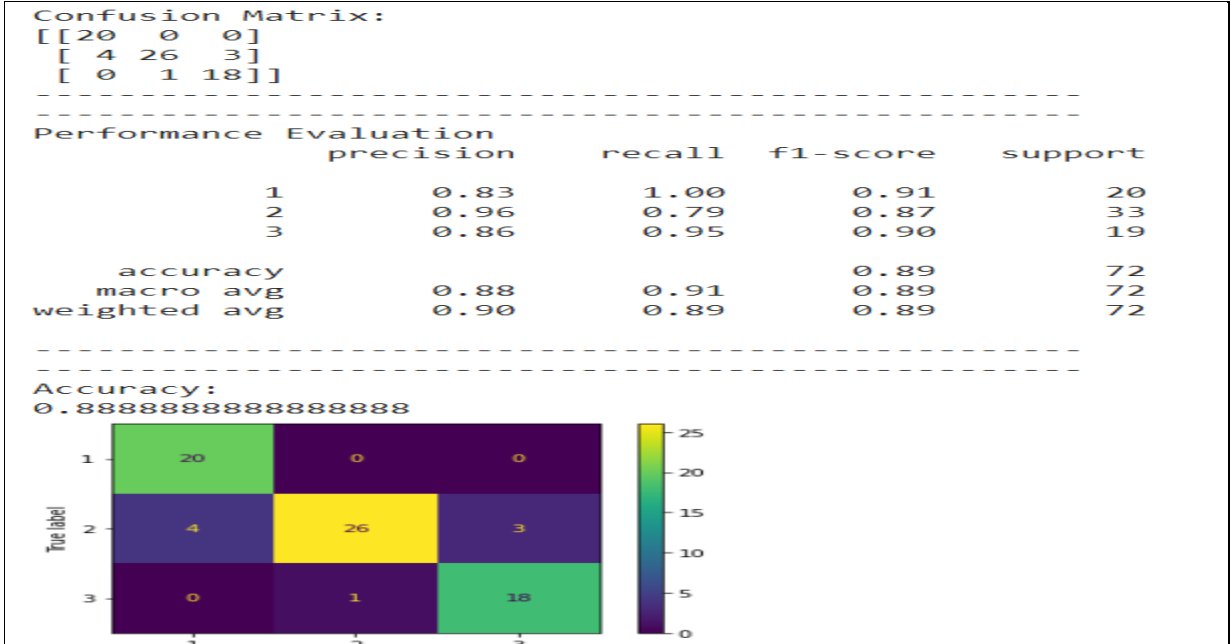 Confusion Matrix:
[[20  0  0]
 [ 4 26  3]
 [ 0  1 18]]
-----------------------------------------------
-----------------------------------------------
Performance Evaluation
              precision    recall  f1-score   support

           1       0.83      1.00      0.91        20
           2       0.96      0.79      0.87        33
           3       0.86      0.95      0.90        19

    accuracy                           0.89        72
   macro avg       0.88      0.91      0.89        72
weighted avg       0.90      0.89      0.89        72

-----------------------------------------------
-----------------------------------------------
Accuracy:
0.8888888888888888
25
1 20 0 0
20
15
True label
2 4 26 3
10
5
3 0 1 18
0
1 2 3